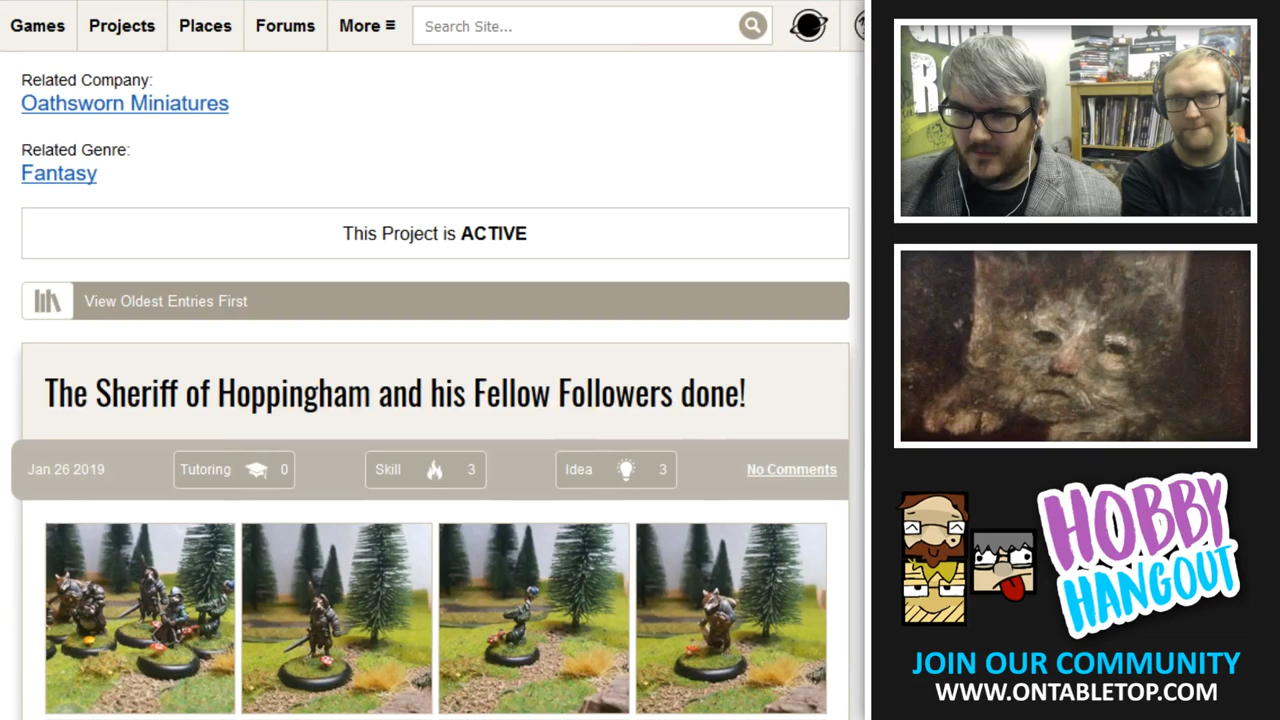 Games Projects Places Forums More ≡ Search Site...
Related Company:
Oathsworn Miniatures
Related Genre:
Fantasy
This Project is ACTIVE
View Oldest Entries First
The Sheriff of Hoppingham and his Fellow Followers done!
Jan 26 2019 Tutoring 0 Skill 3 Idea 3 No Comments
HOBBY
HANGOUT
JOIN OUR COMMUNITY
WWW.ONTABLETOP.COM